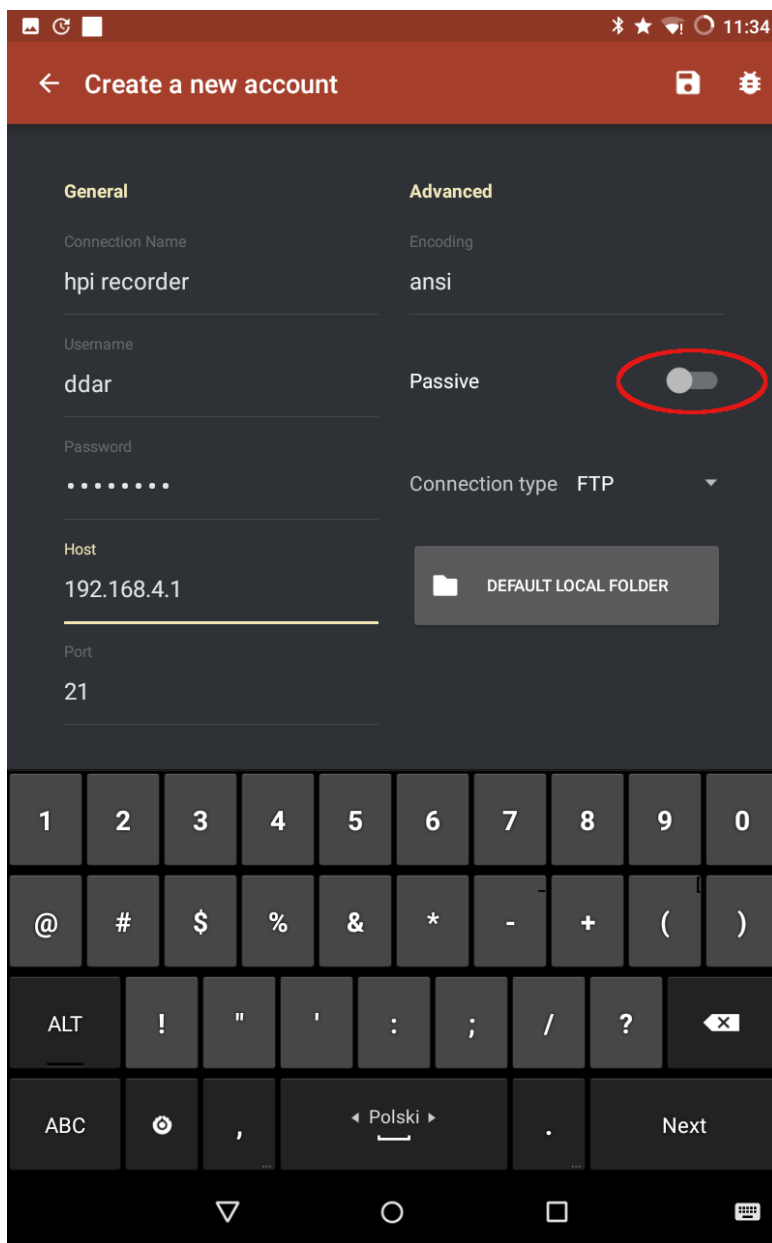 11:34
Create a new account
General
Connection Name
hpi recorder
Username
ddar
Password
••••••••
Host
192.168.4.1
Port
21
Advanced
Encoding
ansi
Passive
Connection type FTP
DEFAULT LOCAL FOLDER
1 2 3 4 5 6 7 8 9 0
@ # $ % & * - + ( )
ALT ! " ' : ; / ?
ABC , Polski . Next